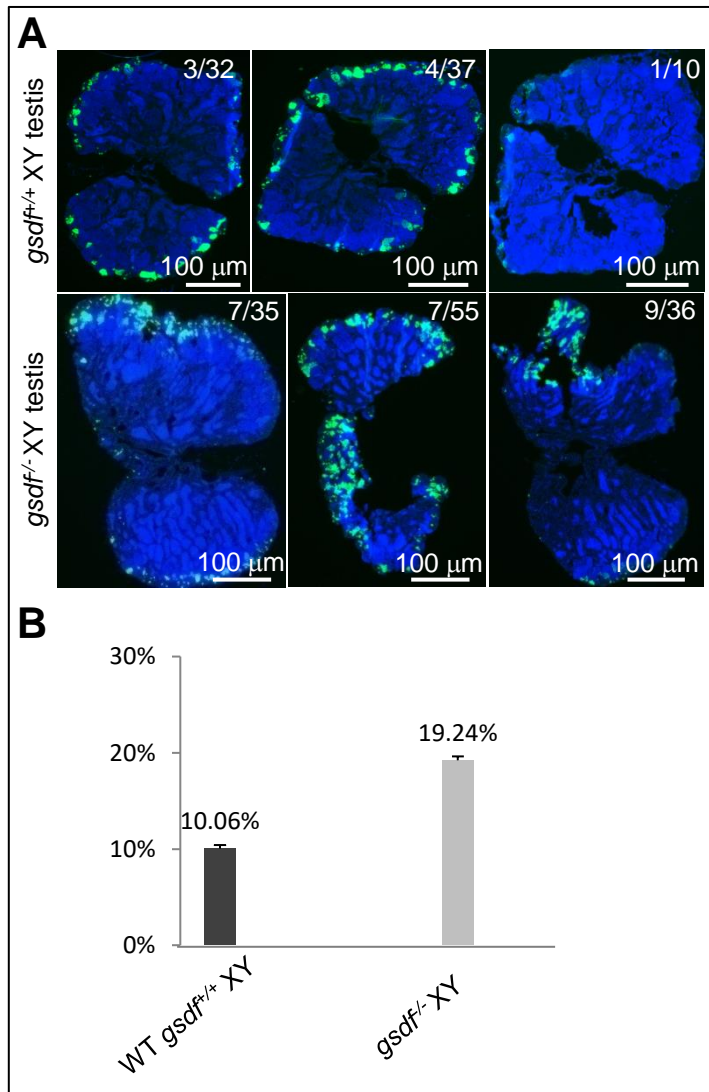 A
gsdf+/+ XY testis
3/32
4/37
1/10
100 μm
100 μm
100 μm
gsdf-/- XY testis
7/35
7/55
9/36
100 μm
100 μm
100 μm
B
30%
20%
10%
0%
10.06%
19.24%
WT gsdf+/+ XY
gsdf-/- XY